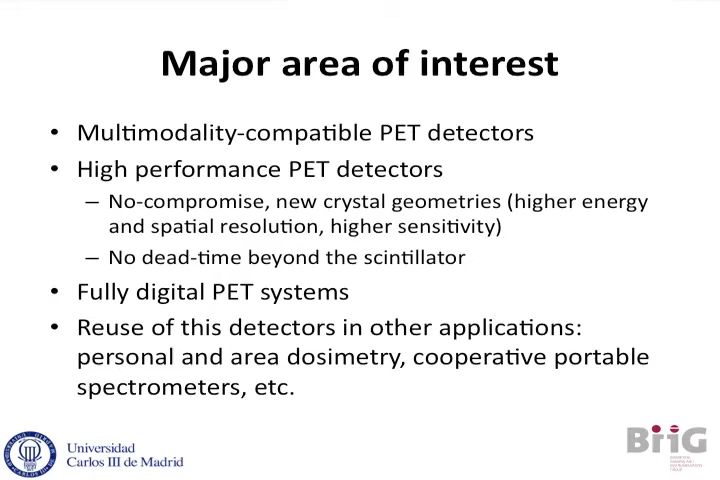 Major area of interest
• Multimodality-compatible PET detectors
• High performance PET detectors
– No-compromise, new crystal geometries (higher energy
and spatial resolution, higher sensitivity)
– No dead-time beyond the scintillator
• Fully digital PET systems
• Reuse of this detectors in other applications:
personal and area dosimetry, cooperative portable
spectrometers, etc.
Universidad
Carlos III de Madrid
BiiG